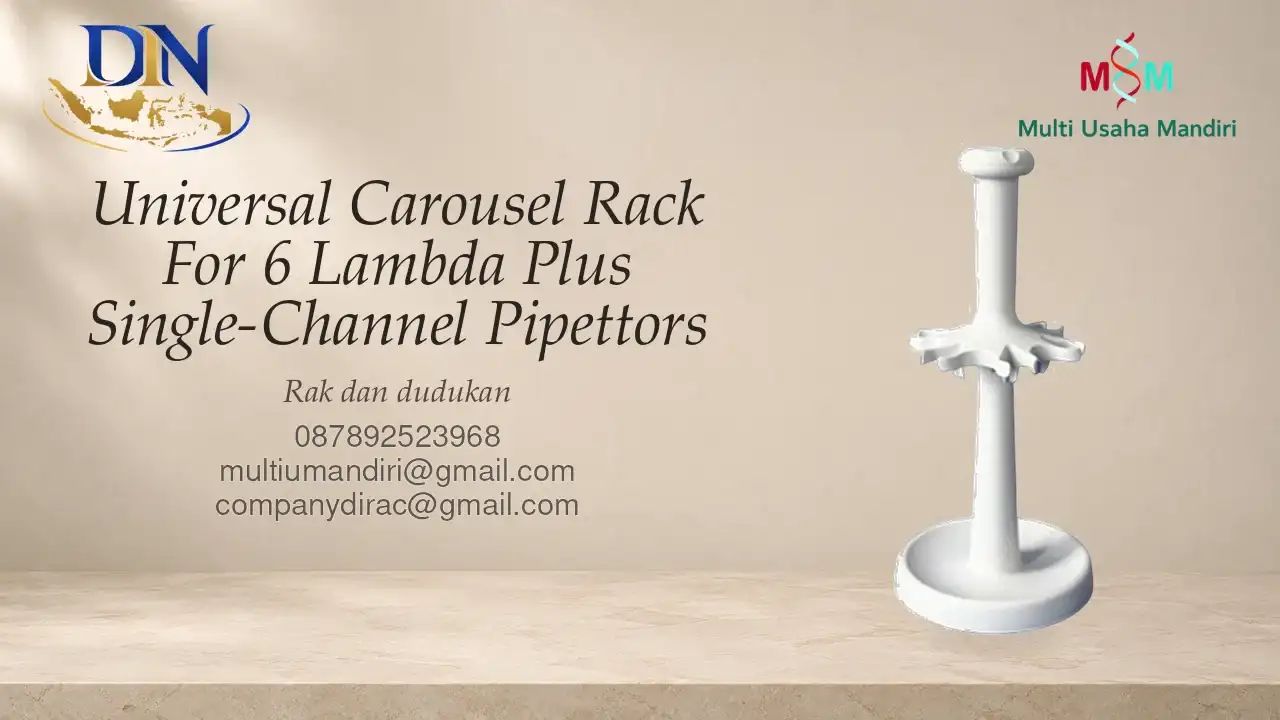 DN
MSM
Multi Usaha Mandiri
Universal Carousel Rack
For 6 Lambda Plus
Single-Channel Pipettors
Rak dan dudukan
087892523968
multiumandiri@gmail.com
companydirac@gmail.com